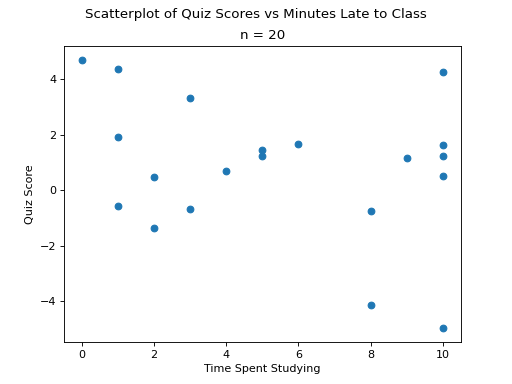 Scatterplot of Quiz Scores vs Minutes Late to Class
n = 20
4
2
0
−2
−4
Quiz Score
0 2 4 6 8 10
Time Spent Studying